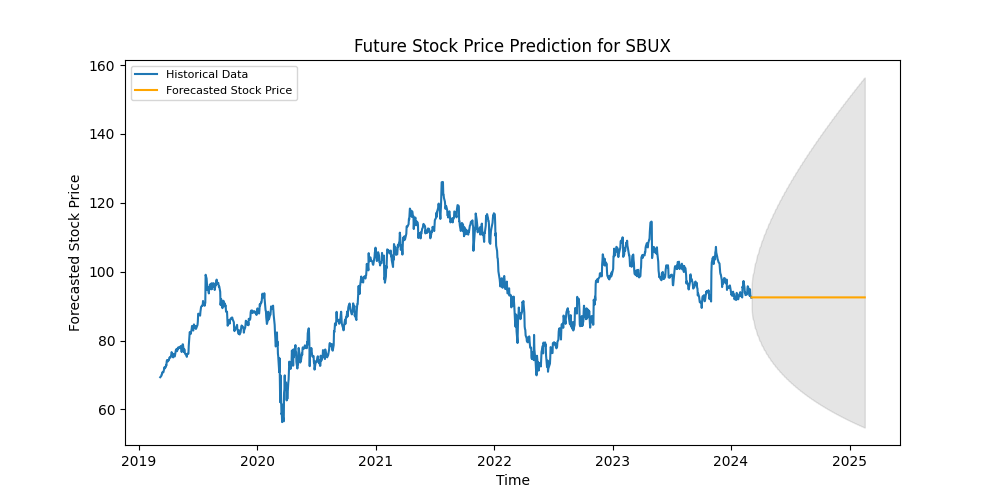 Future Stock Price Prediction for SBUX
Historical Data
Forecasted Stock Price
160
140
120
100
80
60
Forecasted Stock Price
2019
2020
2021
2022
2023
2024
2025
Time